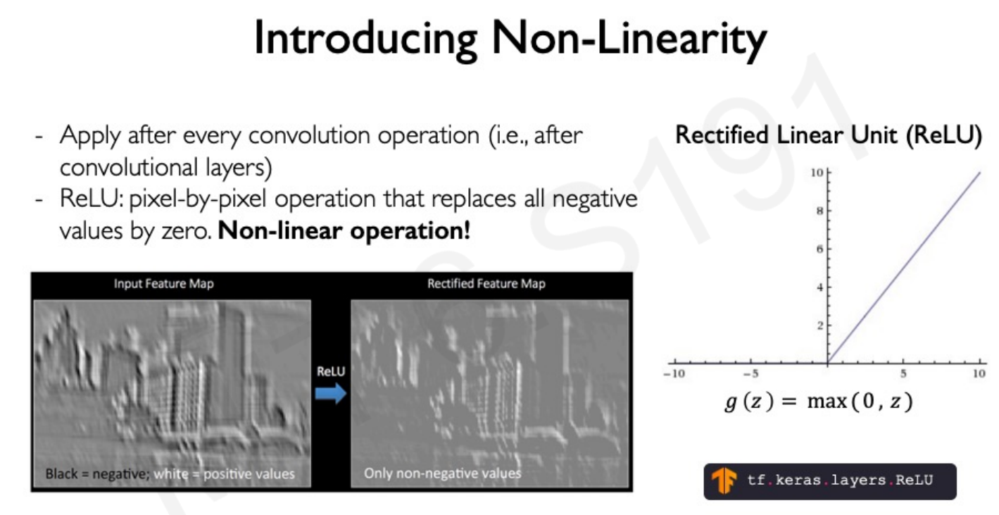 Introducing Non-Linearity
- Apply after every convolution operation (i.e., after
convolutional layers)
- ReLU: pixel-by-pixel operation that replaces all negative
values by zero. Non-linear operation!
Input Feature Map
Rectified Feature Map
ReLU
Black = negative; white = positive values
Only non-negative values
Rectified Linear Unit (ReLU)
10
8
6
4
2
−10 −5 5 10
g(z) = max(0, z)
tf.keras.layers.ReLU
6.S191